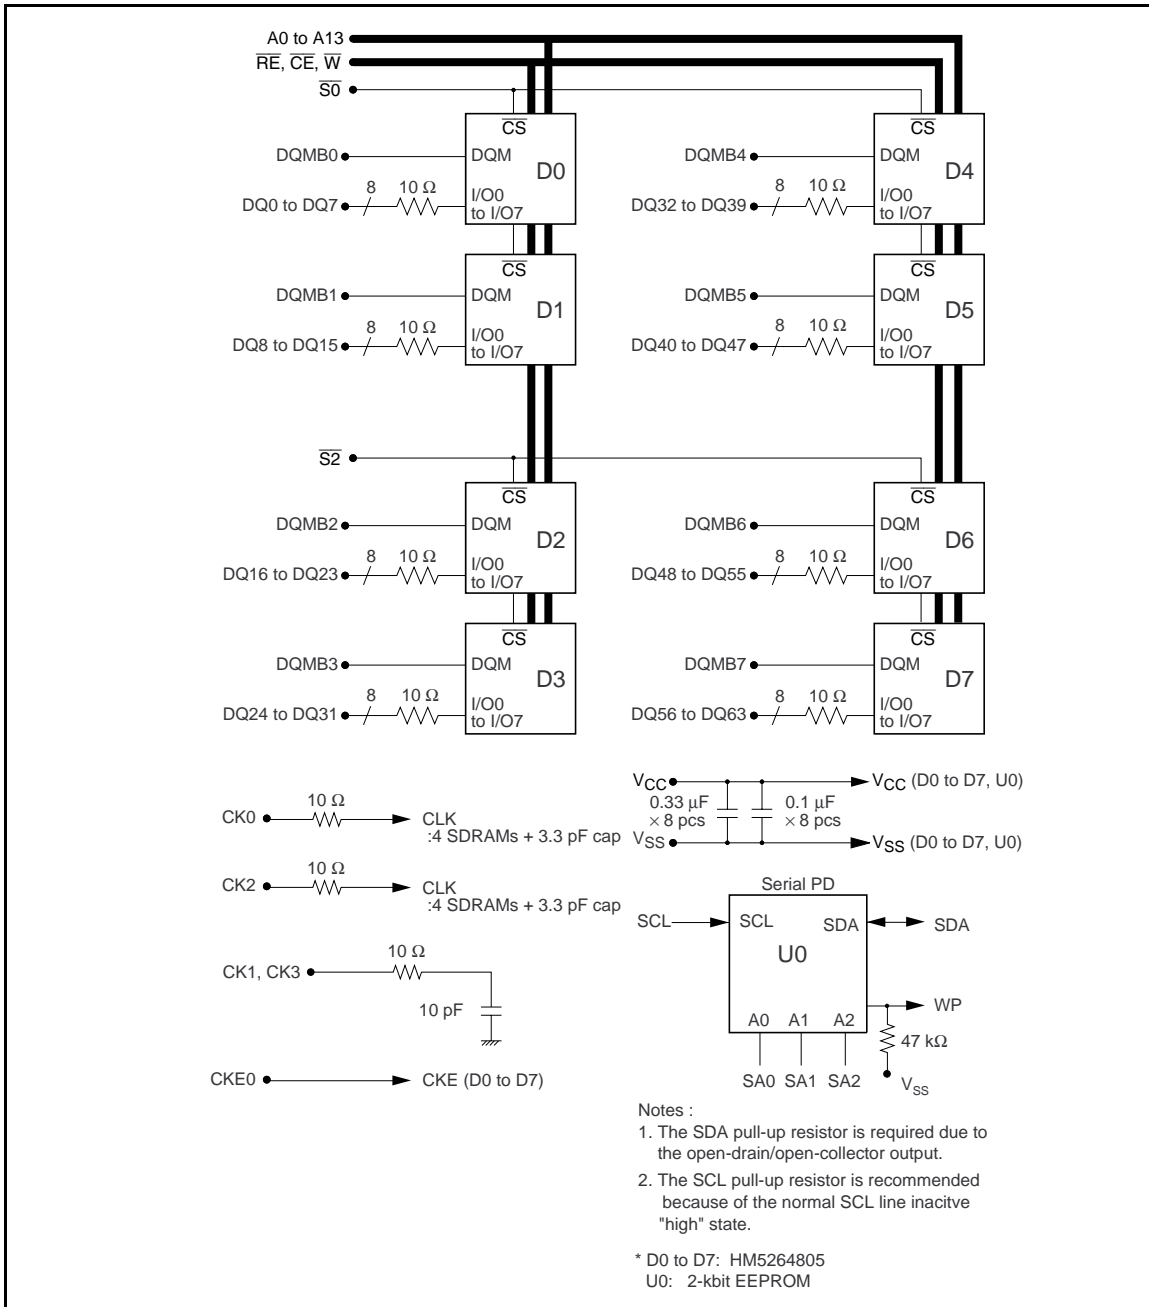 A0 to A13
RE, CE, W
S0
CS
DQMB0
DQM
D0
8
10 Ω
DQ0 to DQ7
I/O0
to I/O7
CS
DQMB4
DQM
D4
8
10 Ω
DQ32 to DQ39
I/O0
to I/O7
CS
DQMB1
DQM
D1
8
10 Ω
DQ8 to DQ15
I/O0
to I/O7
CS
DQMB5
DQM
D5
8
10 Ω
DQ40 to DQ47
I/O0
to I/O7
S2
CS
DQMB2
DQM
D2
8
10 Ω
DQ16 to DQ23
I/O0
to I/O7
CS
DQMB6
DQM
D6
8
10 Ω
DQ48 to DQ55
I/O0
to I/O7
CS
DQMB3
DQM
D3
8
10 Ω
DQ24 to DQ31
I/O0
to I/O7
CS
DQMB7
DQM
D7
8
10 Ω
DQ56 to DQ63
I/O0
to I/O7
CK0
10 Ω
CLK
:4 SDRAMs + 3.3 pF cap
CK2
10 Ω
CLK
:4 SDRAMs + 3.3 pF cap
CK1, CK3
10 Ω
10 pF
CKE0
CKE (D0 to D7)
VCC
VCC (D0 to D7, U0)
0.33 µF
× 8 pcs
0.1 µF
× 8 pcs
VSS
VSS (D0 to D7, U0)
Serial PD
SCL
SCL
SDA
SDA
U0
WP
A0 A1 A2
47 kΩ
SA0 SA1 SA2
VSS
Notes :
1. The SDA pull-up resistor is required due to
the open-drain/open-collector output.
2. The SCL pull-up resistor is recommended
because of the normal SCL line inacitve
"high" state.
* D0 to D7: HM5264805
U0: 2-kbit EEPROM